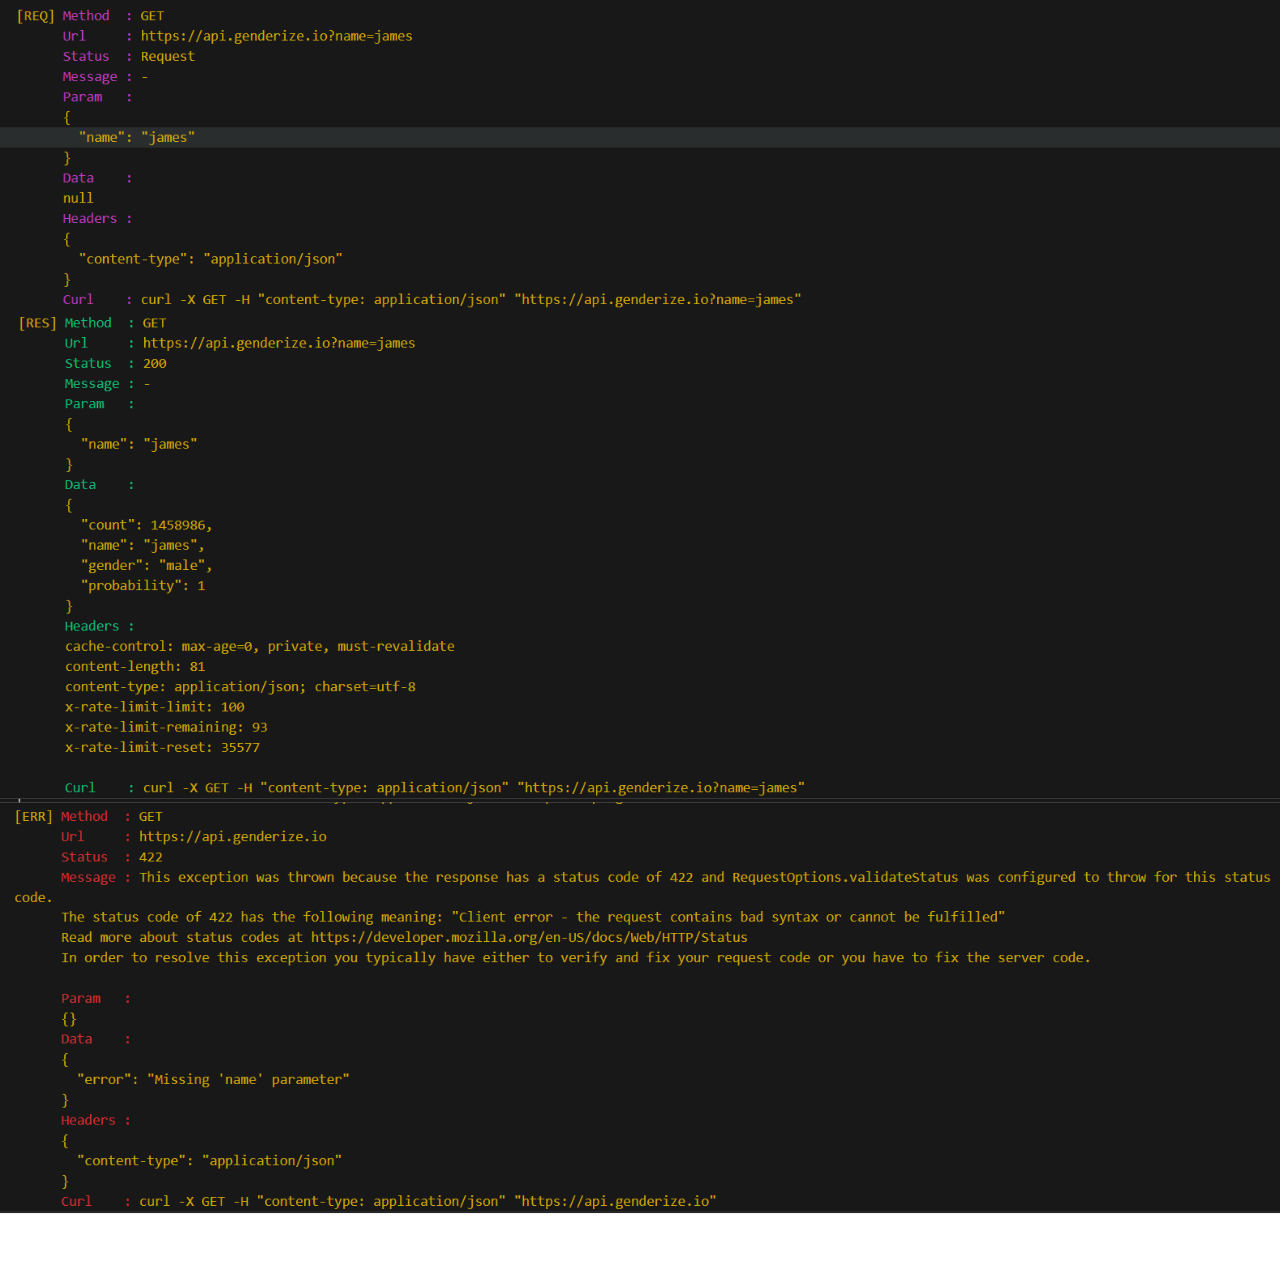 [REQ] Method  : GET
      Url     : https://api.genderize.io?name=james
      Status  : Request
      Message : -
      Param   :
      {
        "name": "james"
      }
      Data    :
      null
      Headers :
      {
        "content-type": "application/json"
      }
      Curl    : curl -X GET -H "content-type: application/json" "https://api.genderize.io?name=james"
[RES] Method  : GET
      Url     : https://api.genderize.io?name=james
      Status  : 200
      Message : -
      Param   :
      {
        "name": "james"
      }
      Data    :
      {
        "count": 1458986,
        "name": "james",
        "gender": "male",
        "probability": 1
      }
      Headers :
      cache-control: max-age=0, private, must-revalidate
      content-length: 81
      content-type: application/json; charset=utf-8
      x-rate-limit-limit: 100
      x-rate-limit-remaining: 93
      x-rate-limit-reset: 35577

      Curl    : curl -X GET -H "content-type: application/json" "https://api.genderize.io?name=james"
[ERR] Method  : GET
      Url     : https://api.genderize.io
      Status  : 422
      Message : This exception was thrown because the response has a status code of 422 and RequestOptions.validateStatus was configured to throw for this status
code.
      The status code of 422 has the following meaning: "Client error - the request contains bad syntax or cannot be fulfilled"
      Read more about status codes at https://developer.mozilla.org/en-US/docs/Web/HTTP/Status
      In order to resolve this exception you typically have either to verify and fix your request code or you have to fix the server code.

      Param   :
      {}
      Data    :
      {
        "error": "Missing 'name' parameter"
      }
      Headers :
      {
        "content-type": "application/json"
      }
      Curl    : curl -X GET -H "content-type: application/json" "https://api.genderize.io"